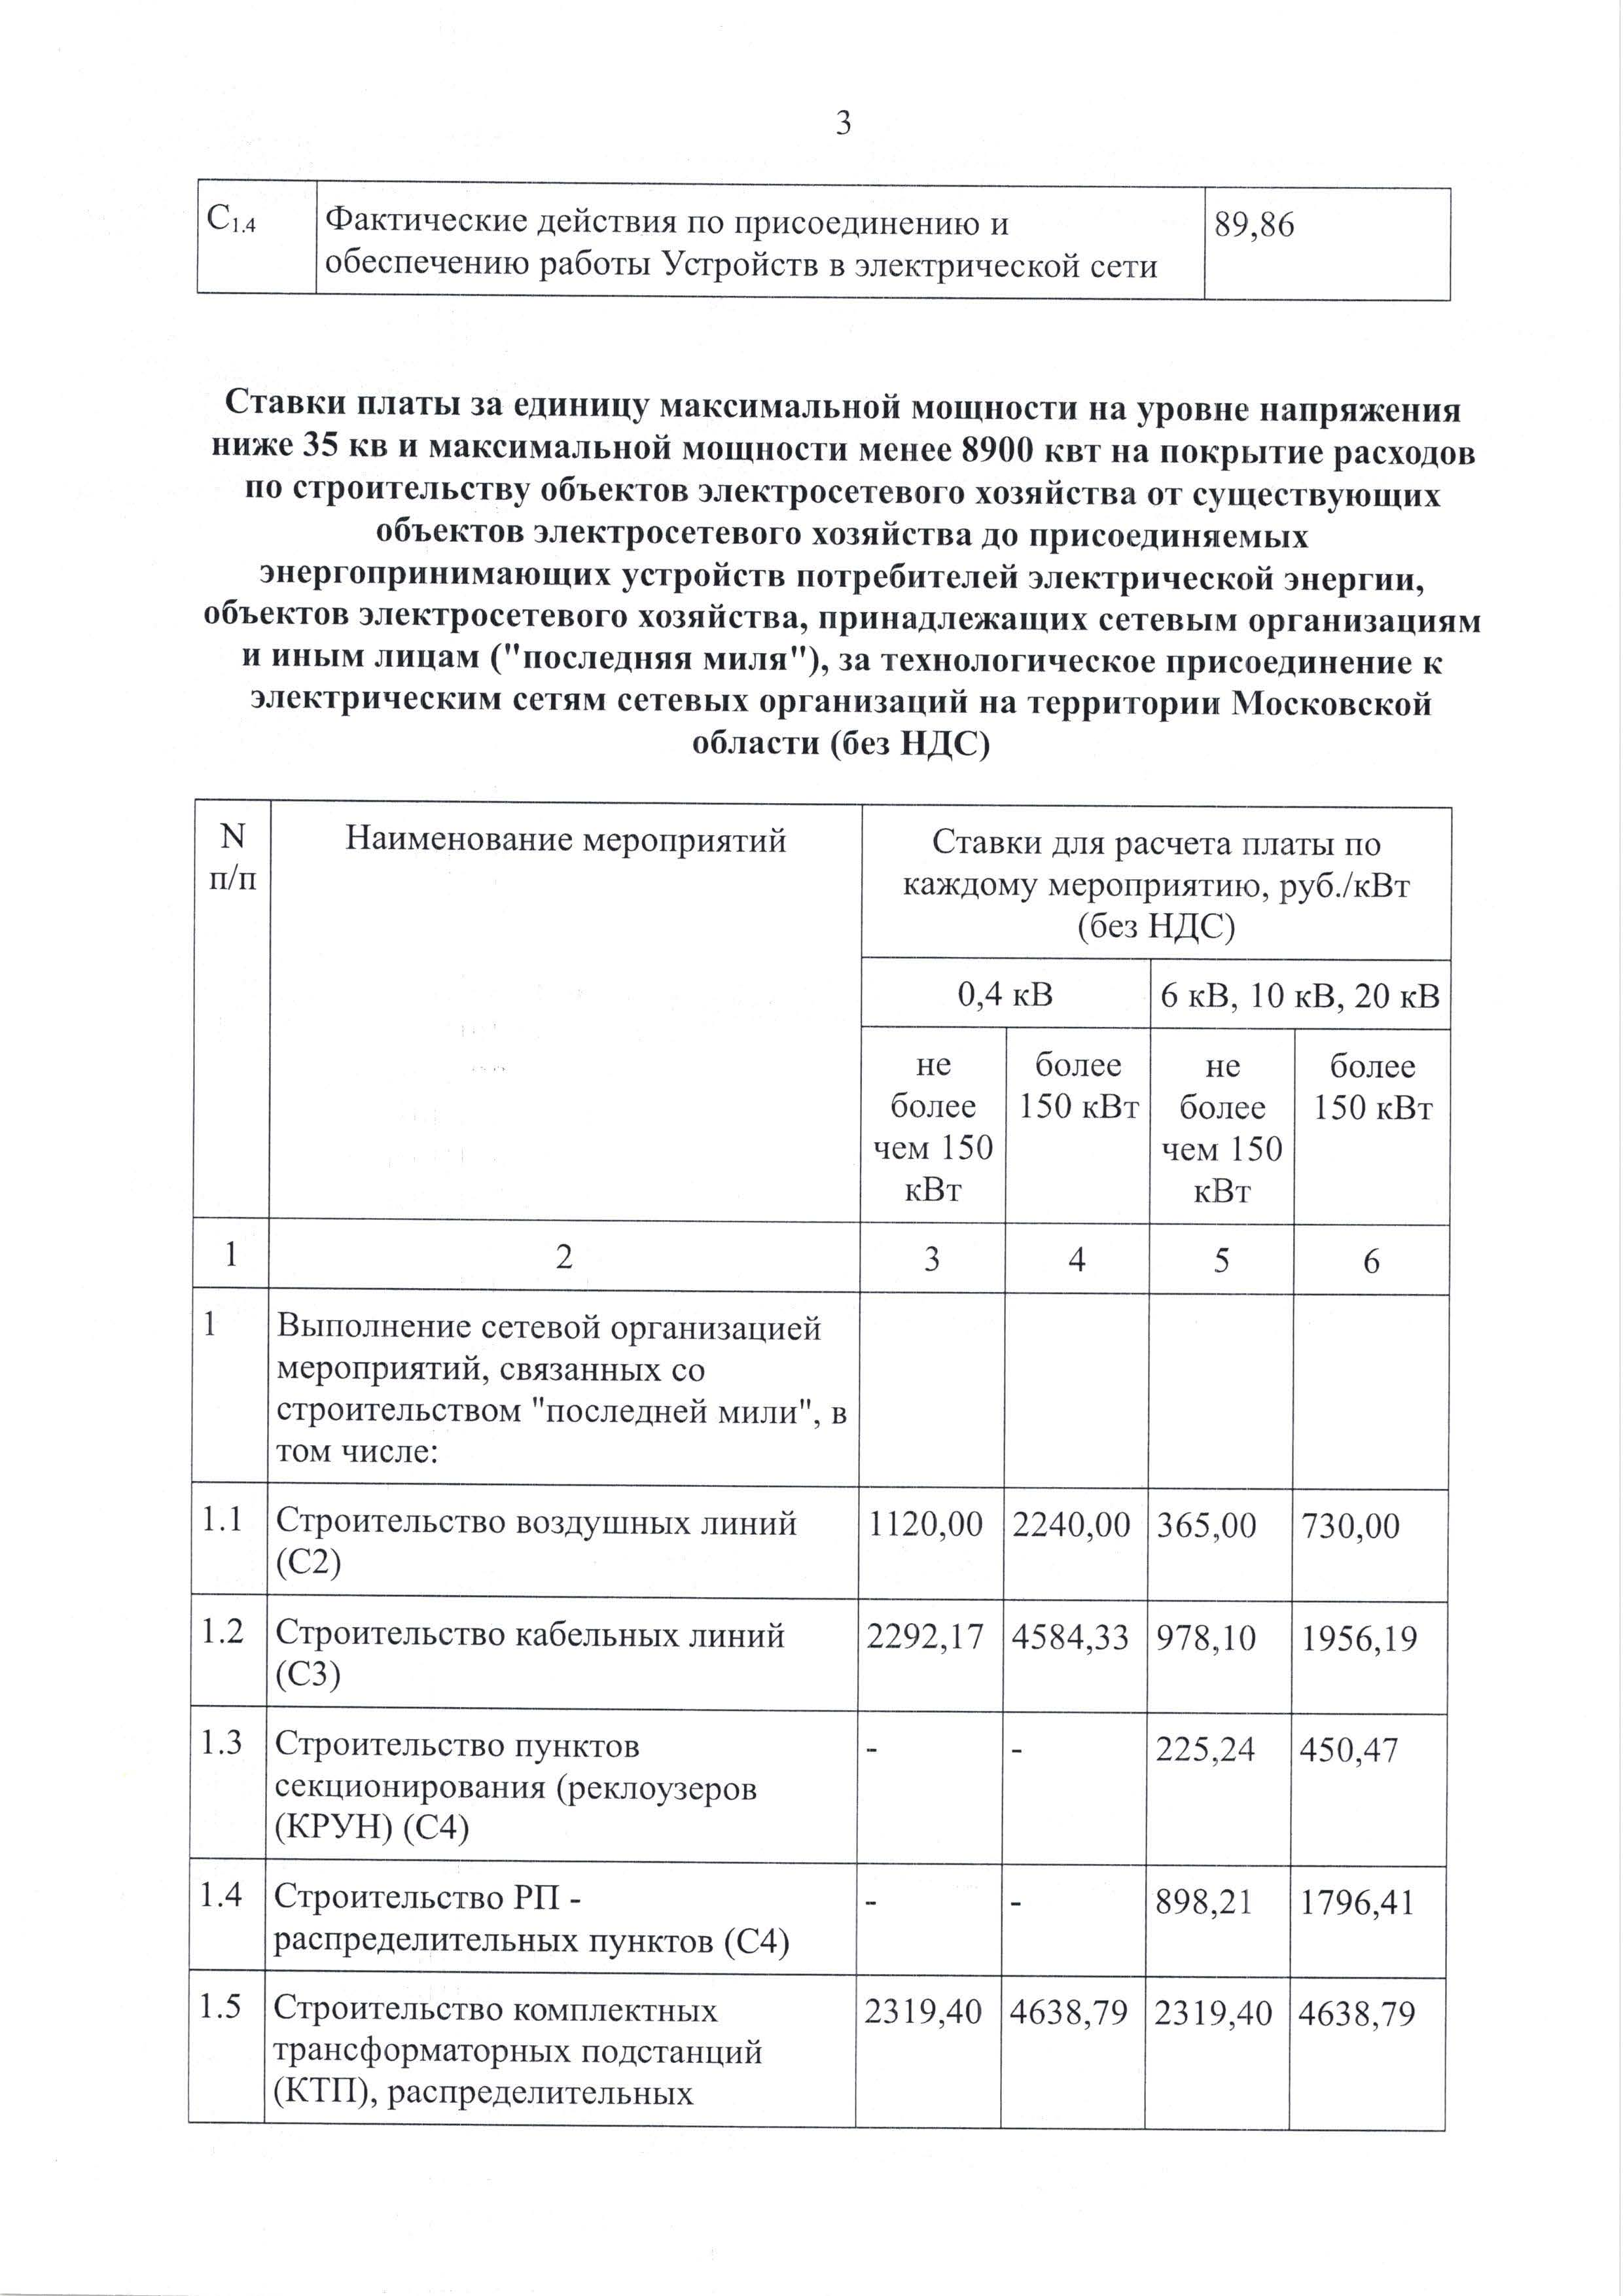 3
С1.4
Фактические действия по присоединению и
обеспечению работы Устройств в электрической сети
89,86
Ставки платы за единицу максимальной мощности на уровне напряжения
ниже 35 кв и максимальной мощности менее 8900 квт на покрытие расходов
по строительству объектов электросетевого хозяйства от существующих
объектов электросетевого хозяйства до присоединяемых
энергопринимающих устройств потребителей электрической энергии,
объектов электросетевого хозяйства, принадлежащих сетевым организациям
и иным лицам ("последняя миля"), за технологическое присоединение к
электрическим сетям сетевых организаций на территории Московской
области (без НДС)
N
п/п
Наименование мероприятий
Ставки для расчета платы по
каждому мероприятию, руб./кВт
(без НДС)
0,4 кВ
6 кВ, 10 кВ, 20 кВ
не
более
чем 150
кВт
более
150 кВт
не
более
чем 150
кВт
более
150 кВт
1 2 3 4 5 6
1
Выполнение сетевой организацией
мероприятий, связанных со
строительством "последней мили", в
том числе:
1.1
Строительство воздушных линий
(С2)
1120,00 2240,00 365,00 730,00
1.2
Строительство кабельных линий
(С3)
2292,17 4584,33 978,10 1956,19
1.3
Строительство пунктов
секционирования (реклоузеров
(КРУН) (С4)
- - 225,24 450,47
1.4
Строительство РП -
распределительных пунктов (С4)
- - 898,21 1796,41
1.5
Строительство комплектных
трансформаторных подстанций
(КТП), распределительных
2319,40 4638,79 2319,40 4638,79